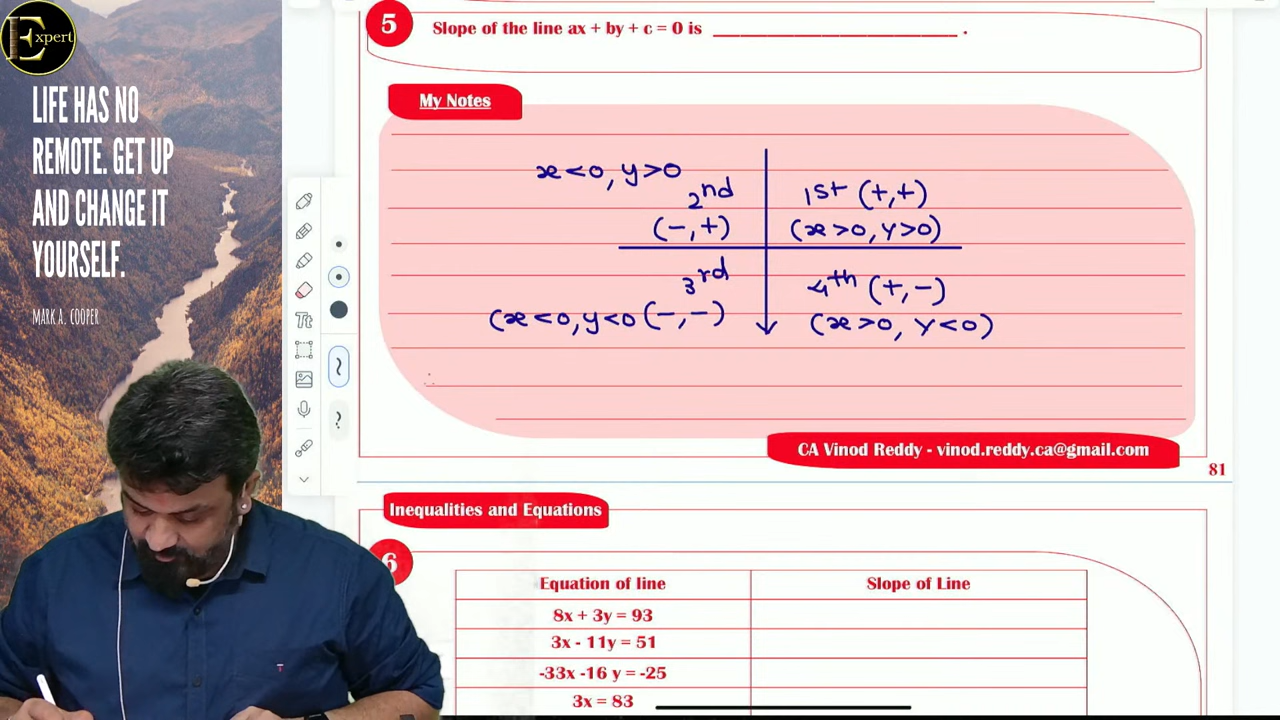 Expert
LIFE HAS NO
REMOTE. GET UP
AND CHANGE IT
YOURSELF.
MARK A. COOPER
5
Slope of the line ax + by + c = 0 is ______________________ .
My Notes
x<0, y>0
2nd
(-,+)
1st (+,+)
(x>0, y>0)
3rd
(x<0, y<0 (-,-)
4th (+,-)
(x>0, y<0)
CA Vinod Reddy - vinod.reddy.ca@gmail.com
81
Inequalities and Equations
6
Equation of line Slope of Line
8x + 3y = 93
3x - 11y = 51
-33x -16 y = -25
3x = 83
Tt